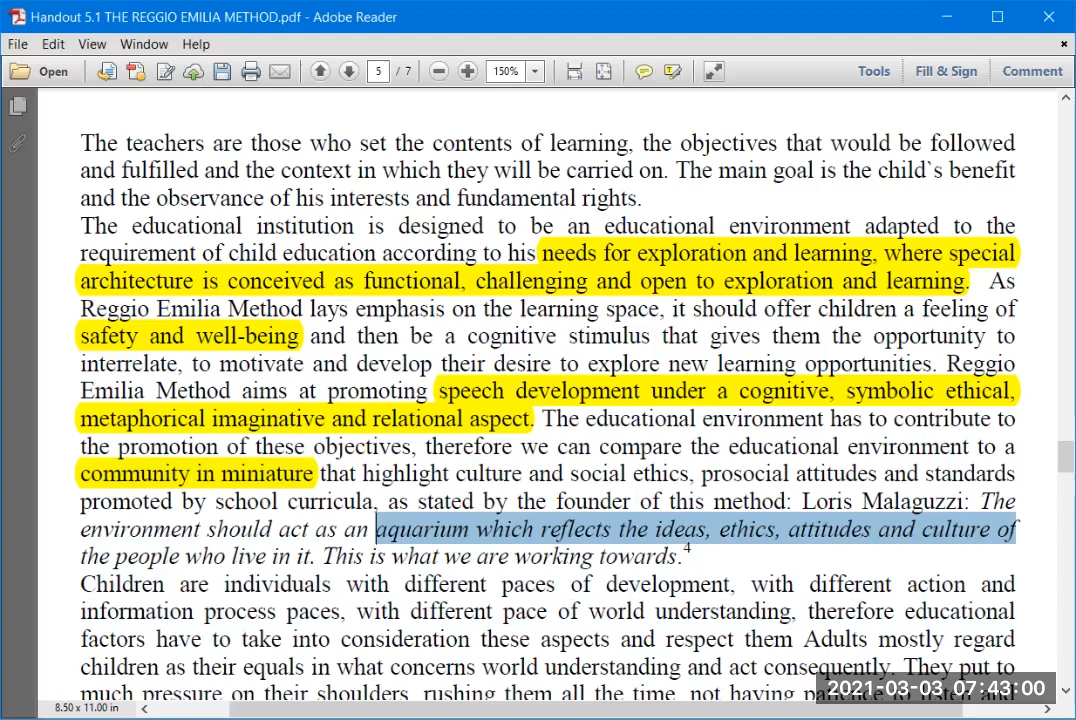 Handout 5.1 THE REGGIO EMILIA METHOD.pdf - Adobe Reader
File Edit View Window Help
Open 5 / 7 150% Tools Fill & Sign Comment
The teachers are those who set the contents of learning, the objectives that would be followed
and fulfilled and the context in which they will be carried on. The main goal is the child`s benefit
and the observance of his interests and fundamental rights.
The educational institution is designed to be an educational environment adapted to the
requirement of child education according to his needs for exploration and learning, where special
architecture is conceived as functional, challenging and open to exploration and learning. As
Reggio Emilia Method lays emphasis on the learning space, it should offer children a feeling of
safety and well-being and then be a cognitive stimulus that gives them the opportunity to
interrelate, to motivate and develop their desire to explore new learning opportunities. Reggio
Emilia Method aims at promoting speech development under a cognitive, symbolic ethical,
metaphorical imaginative and relational aspect. The educational environment has to contribute to
the promotion of these objectives, therefore we can compare the educational environment to a
community in miniature that highlight culture and social ethics, prosocial attitudes and standards
promoted by school curricula, as stated by the founder of this method: Loris Malaguzzi: The
environment should act as an aquarium which reflects the ideas, ethics, attitudes and culture of
the people who live in it. This is what we are working towards.4
Children are individuals with different paces of development, with different action and
information process paces, with different pace of world understanding, therefore educational
factors have to take into consideration these aspects and respect them Adults mostly regard
children as their equals in what concerns world understanding and act consequently. They put to
much pressure on their shoulders, rushing them all the time, not having patience to listen and
2021-03-03 07:43:00
8.50 x 11.00 in